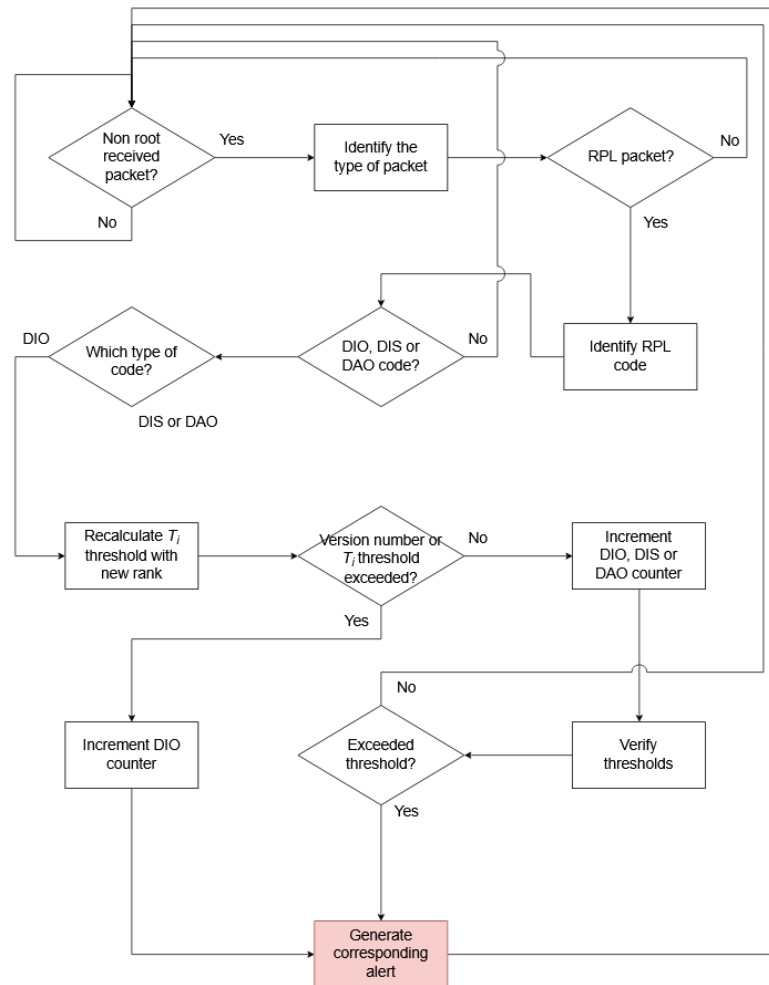 Non root
received
packet?
Yes
No
Identify the
type of packet
RPL packet?
No
Yes
Identify RPL
code
DIO, DIS or
DAO code?
No
Which type of
code?
DIO
DIS or DAO
Recalculate Ti
threshold with
new rank
Version number or
Ti threshold
exceeded?
No
Yes
Increment
DIO, DIS or
DAO counter
Increment DIO
counter
No
Exceeded
threshold?
Yes
Verify
thresholds
Generate
corresponding
alert